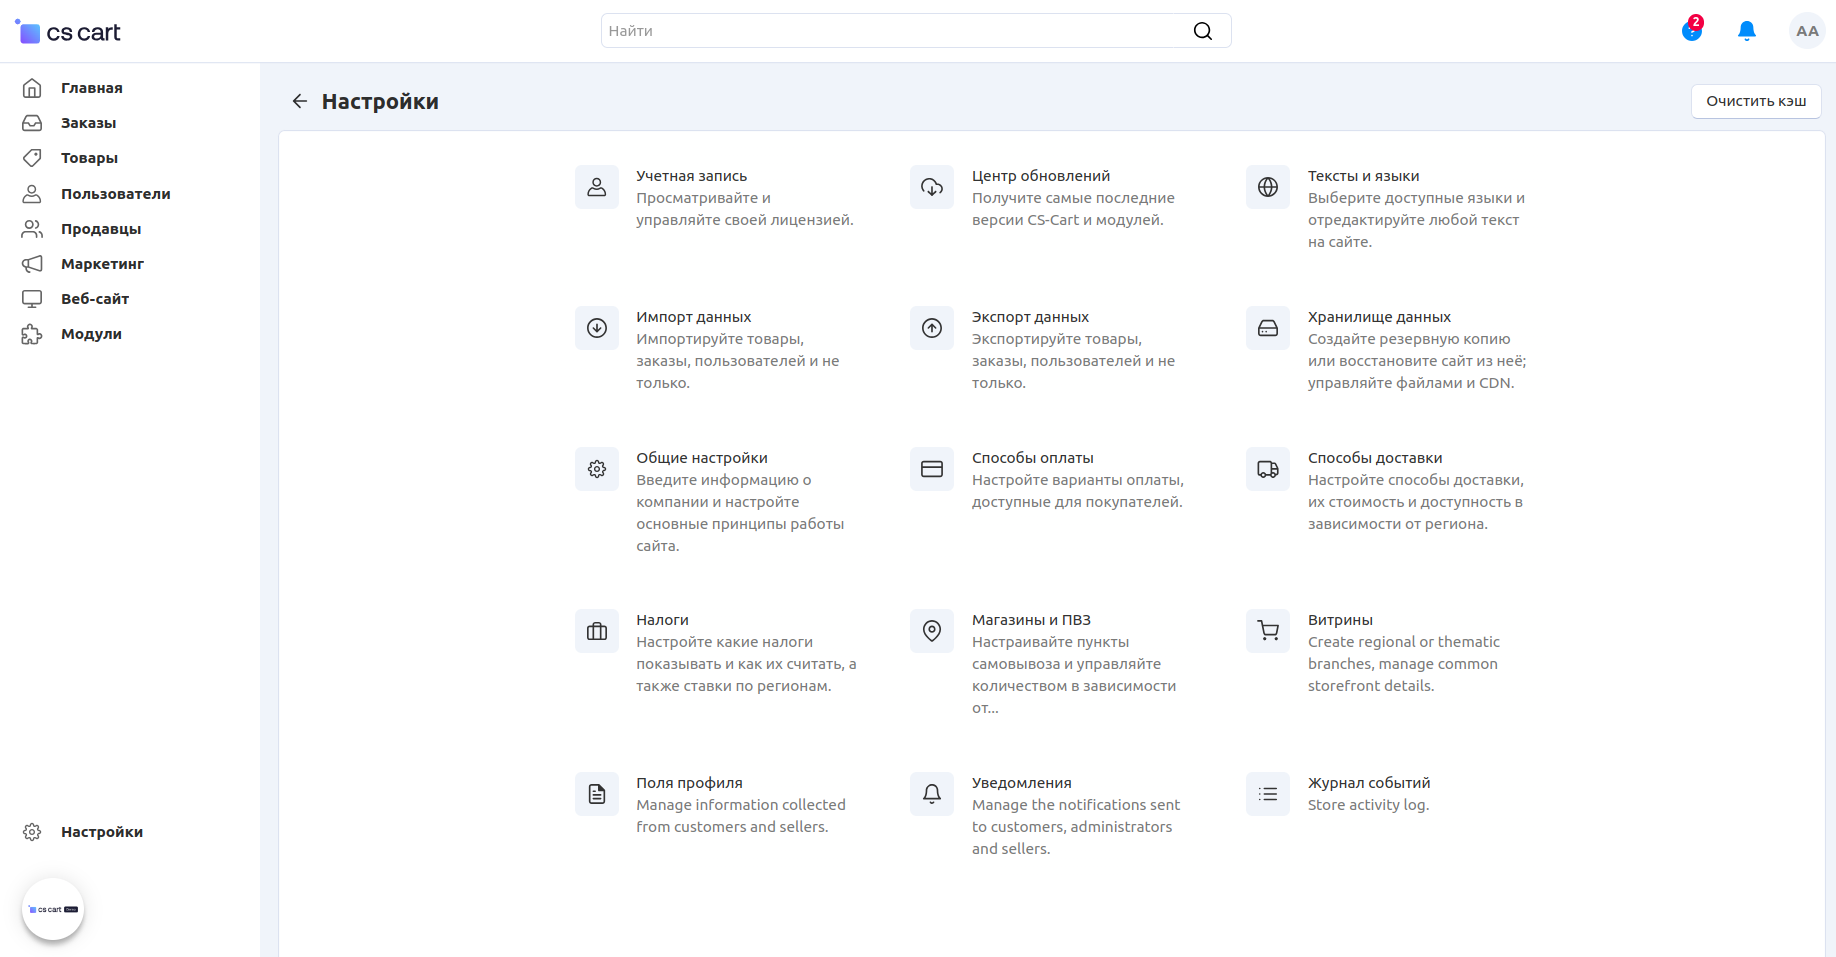 cs cart
Найти
2
AA
Главная
Заказы
Товары
Пользователи
Продавцы
Маркетинг
Веб-сайт
Модули
Настройки
cs cart
Настройки
Очистить кэш
Учетная запись
Просматривайте и
управляйте своей лицензией.
Центр обновлений
Получите самые последние
версии CS-Cart и модулей.
Тексты и языки
Выберите доступные языки и
отредактируйте любой текст
на сайте.
Импорт данных
Импортируйте товары,
заказы, пользователей и не
только.
Экспорт данных
Экспортируйте товары,
заказы, пользователей и не
только.
Хранилище данных
Создайте резервную копию
или восстановите сайт из неё;
управляйте файлами и CDN.
Общие настройки
Введите информацию о
компании и настройте
основные принципы работы
сайта.
Способы оплаты
Настройте варианты оплаты,
доступные для покупателей.
Способы доставки
Настройте способы доставки,
их стоимость и доступность в
зависимости от региона.
Налоги
Настройте какие налоги
показывать и как их считать, а
также ставки по регионам.
Магазины и ПВЗ
Настраивайте пункты
самовывоза и управляйте
количеством в зависимости
от...
Витрины
Create regional or thematic
branches, manage common
storefront details.
Поля профиля
Manage information collected
from customers and sellers.
Уведомления
Manage the notifications sent
to customers, administrators
and sellers.
Журнал событий
Store activity log.